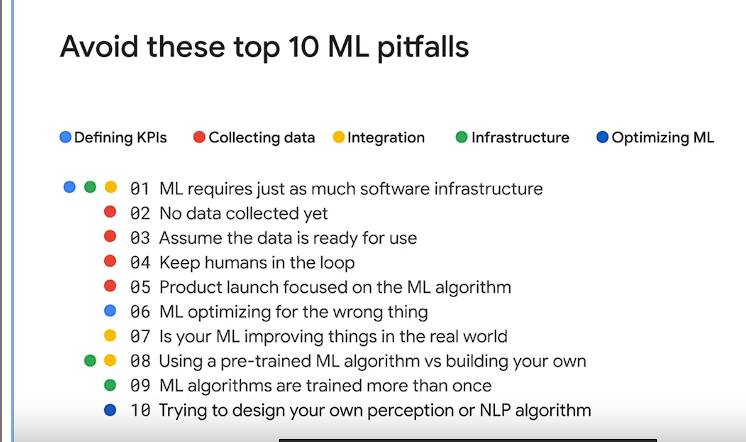 Avoid these top 10 ML pitfalls
Defining KPIs Collecting data Integration Infrastructure Optimizing ML
01 ML requires just as much software infrastructure
02 No data collected yet
03 Assume the data is ready for use
04 Keep humans in the loop
05 Product launch focused on the ML algorithm
06 ML optimizing for the wrong thing
07 Is your ML improving things in the real world
08 Using a pre-trained ML algorithm vs building your own
09 ML algorithms are trained more than once
10 Trying to design your own perception or NLP algorithm